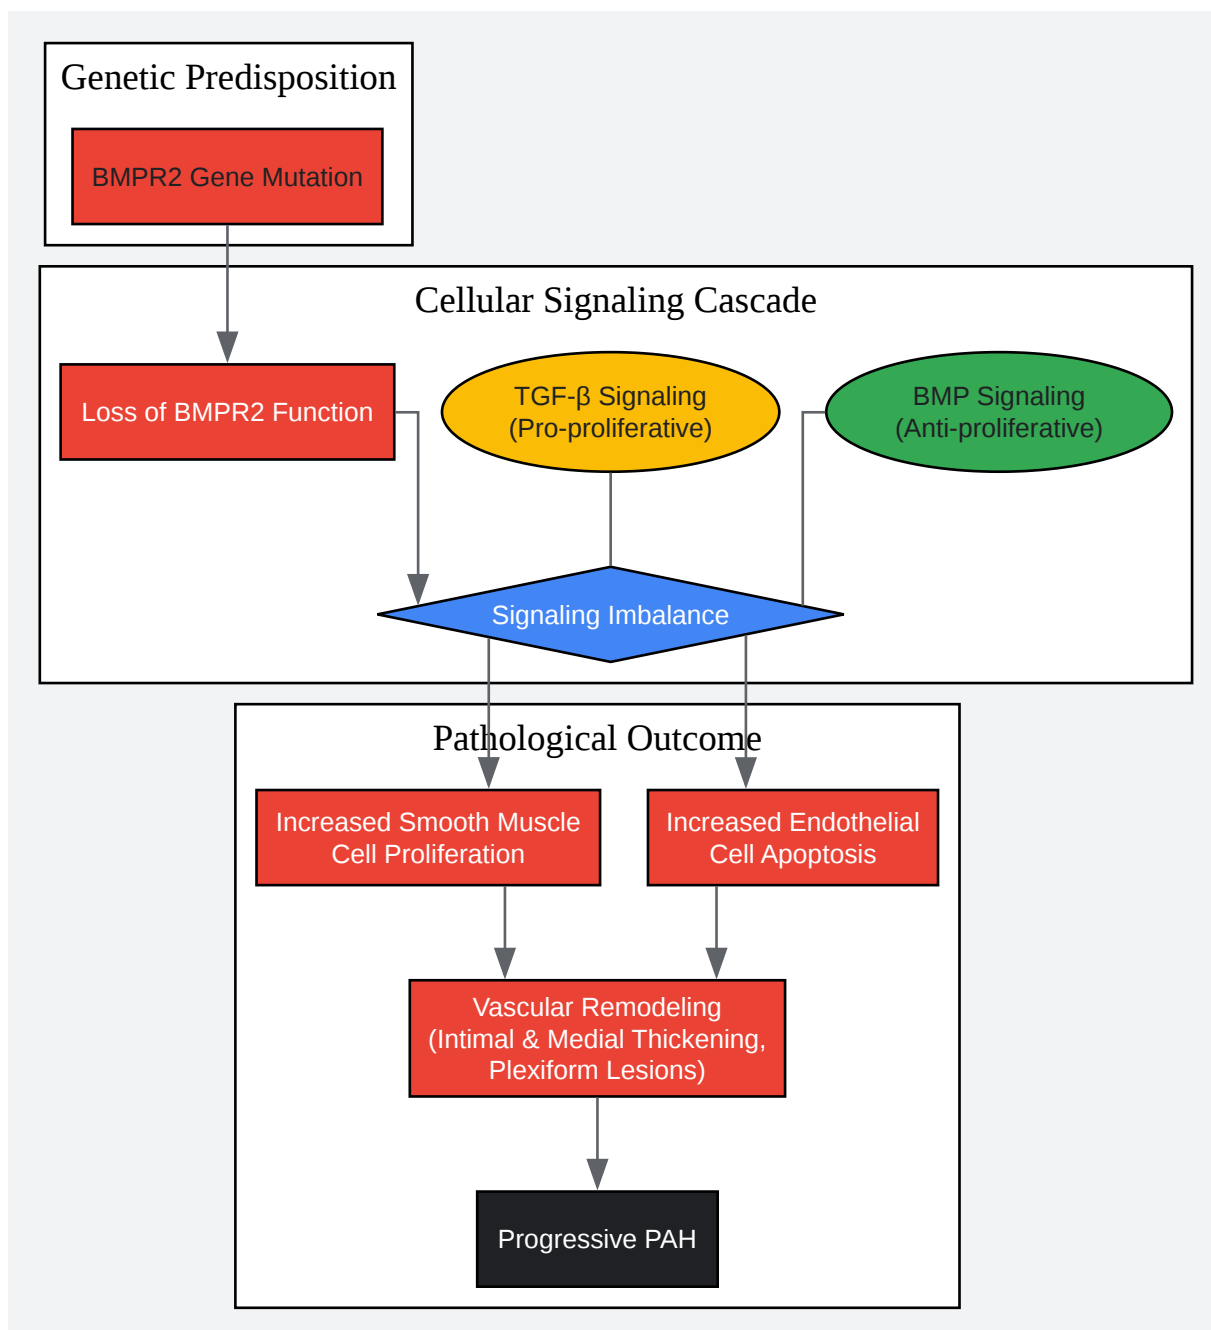 Genetic Predisposition
BMPR2 Gene Mutation
Cellular Signaling Cascade
Loss of BMPR2 Function
TGF-β Signaling
(Pro-proliferative)
BMP Signaling
(Anti-proliferative)
Signaling Imbalance
Pathological Outcome
Increased Smooth Muscle
Cell Proliferation
Increased Endothelial
Cell Apoptosis
Vascular Remodeling
(Intimal & Medial Thickening,
Plexiform Lesions)
Progressive PAH